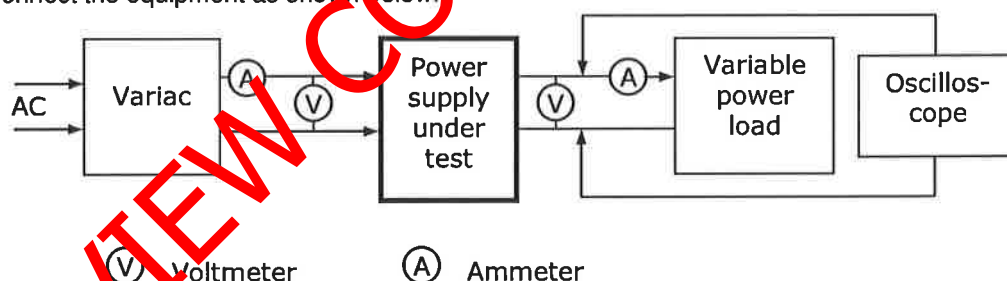 AC
Variac
A
V
Power
supply
under
test
V
A
Variable
power
load
Oscillos-
cope
V Voltmeter
A Ammeter